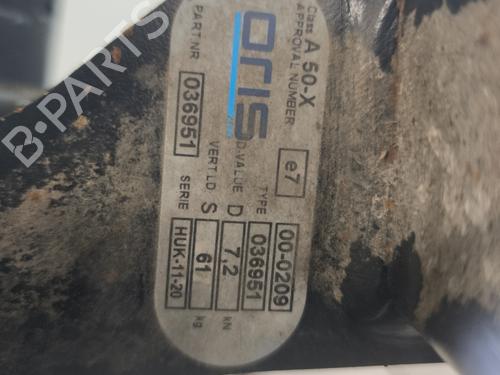 Class A 50-X
APPROVAL NUMBER e7 00-0209
oris
TYPE 036951
D-VALUE D 7,2 kN
VERT LD. S 61 kg
PART NR 036951
SERIE HUK-11-20
B-PARTS